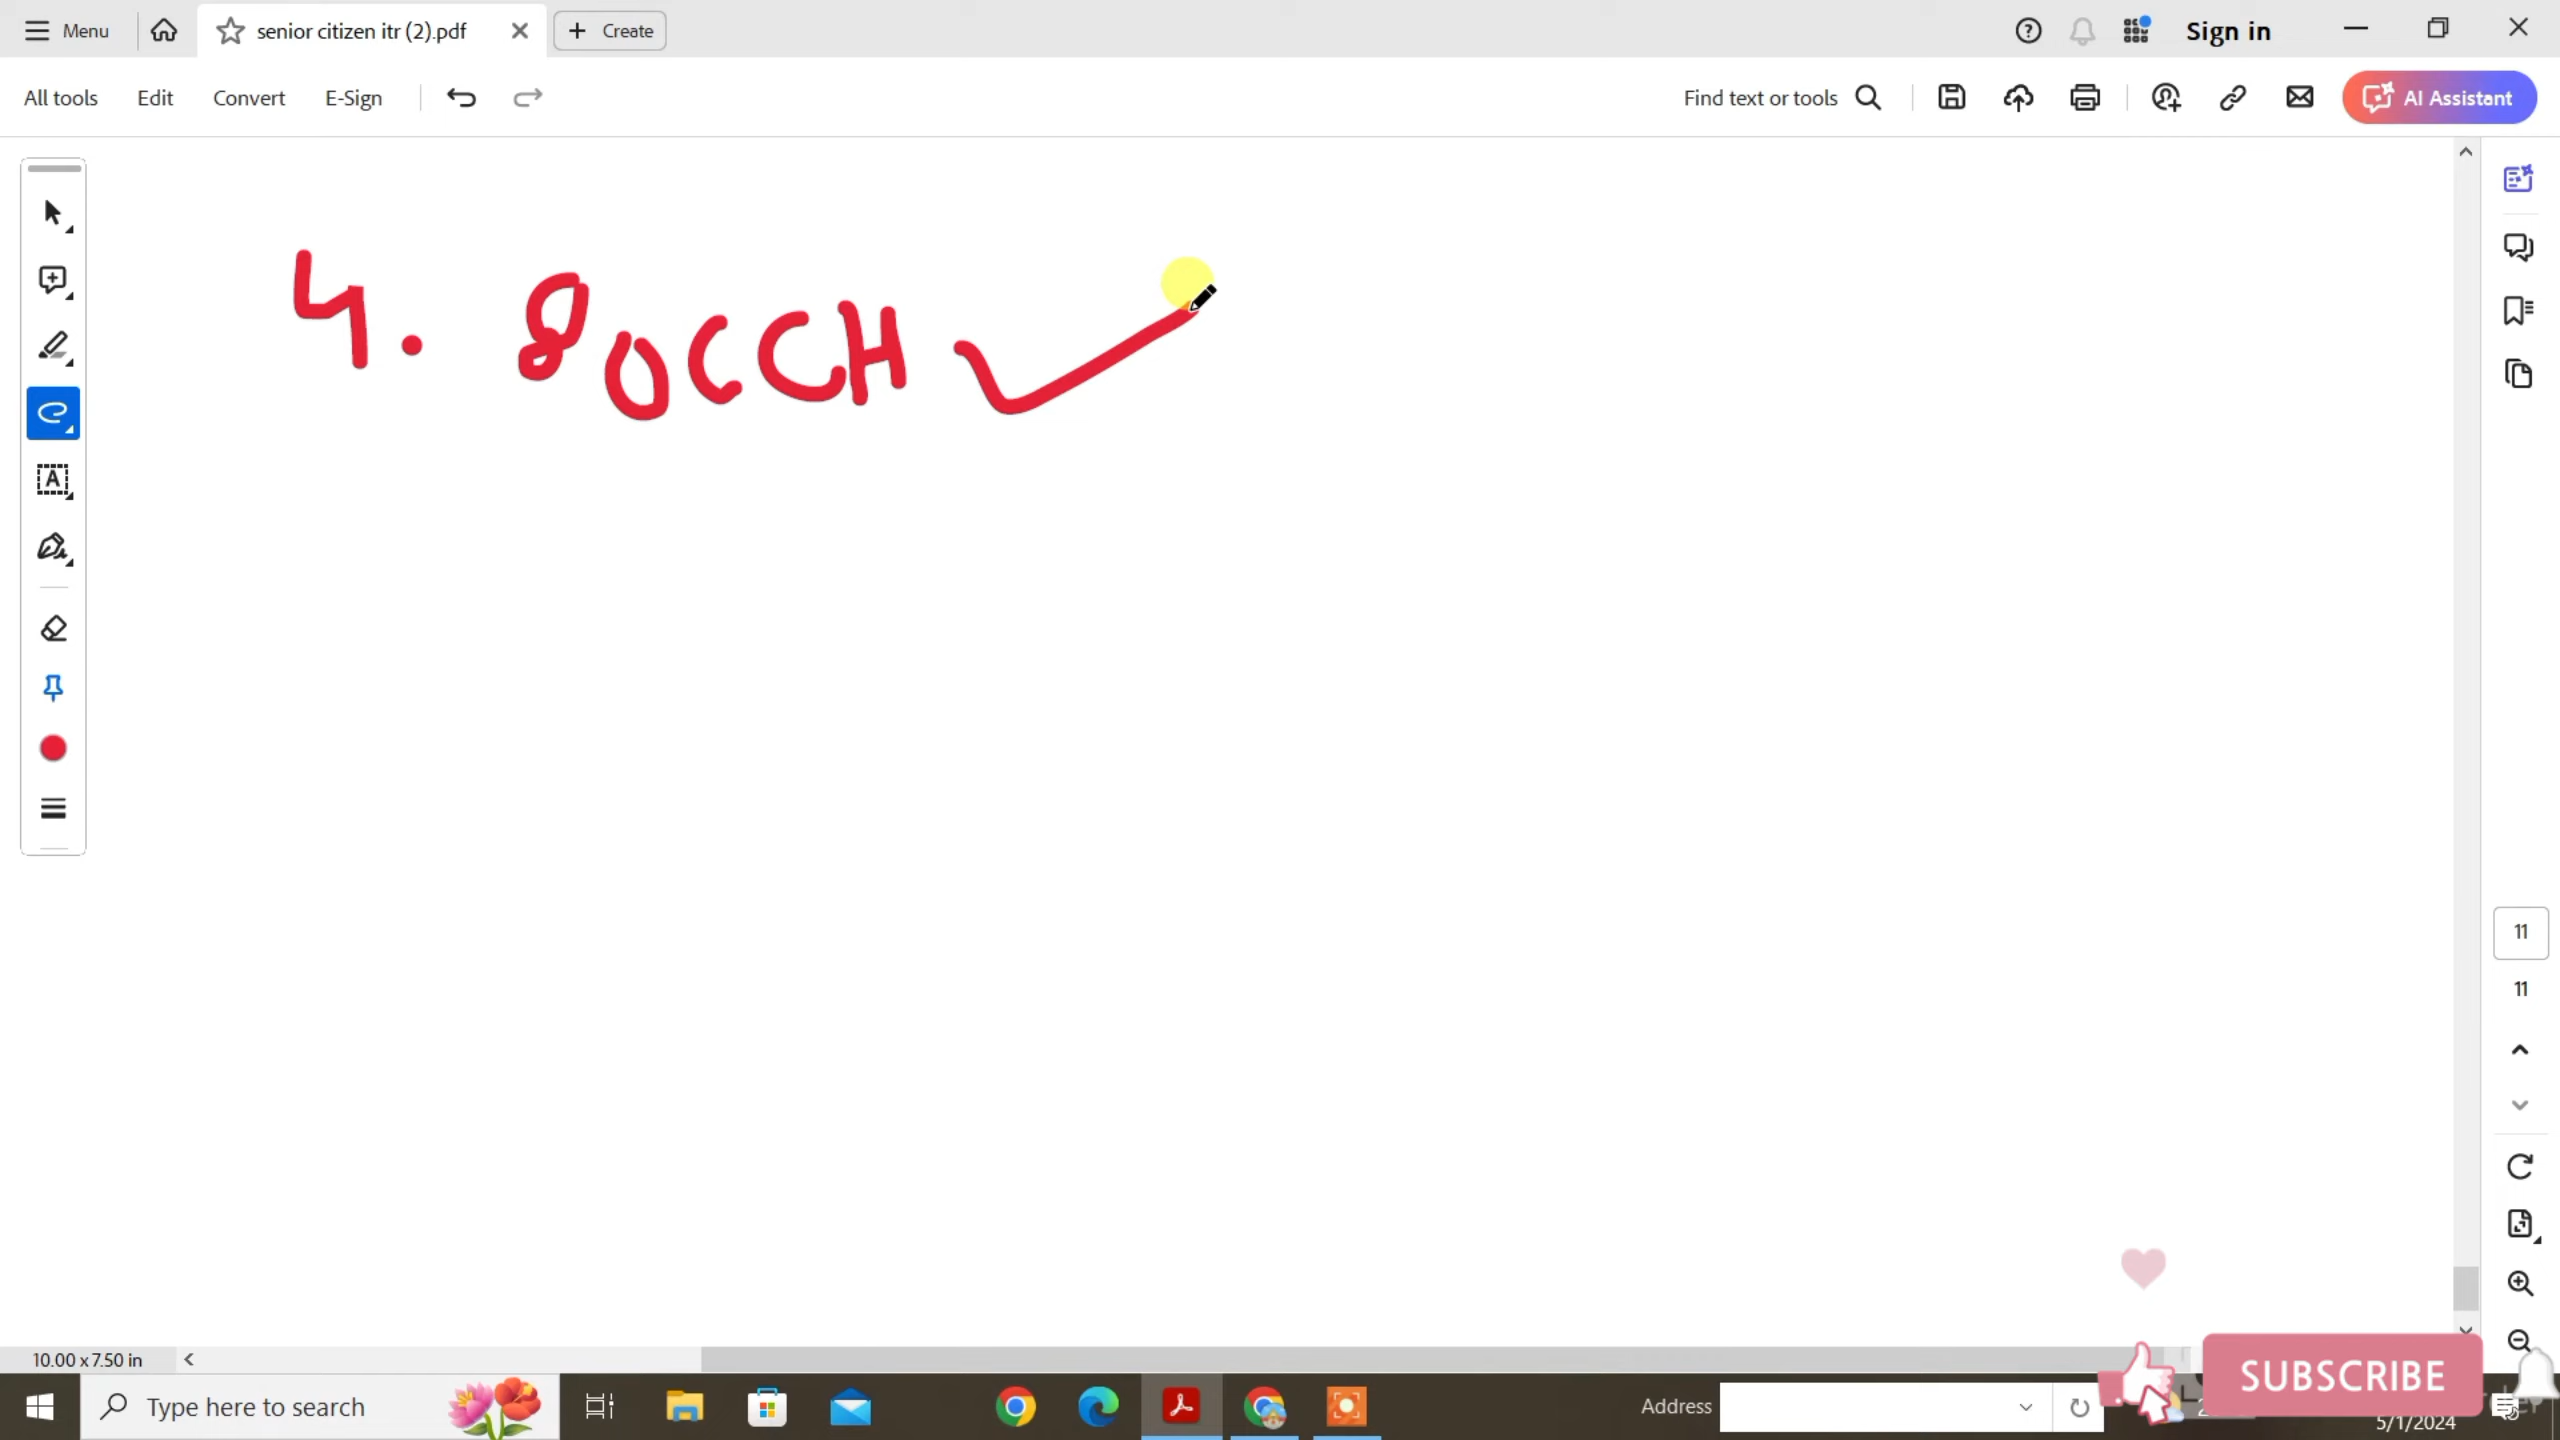 Menu
senior citizen itr (2).pdf
Create
Sign in
All tools
Edit
Convert
E-Sign
Find text or tools
AI Assistant
4. 80CCH
11
11
10.00 x 7.50 in
Type here to search
Address
SUBSCRIBE
5/1/2024